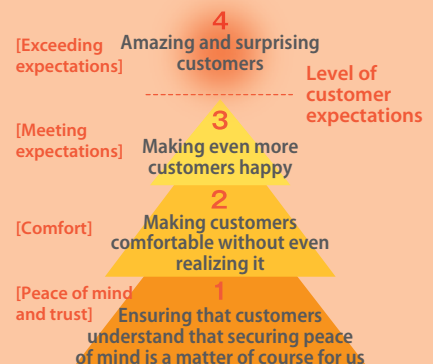 4
[Exceeding
expectations]
Amazing and surprising
customers
Level of
customer
expectations
3
[Meeting
expectations]
Making even more
customers happy
2
[Comfort]
Making customers
comfortable without even
realizing it
1
[Peace of mind
and trust]
Ensuring that customers
understand that securing peace
of mind is a matter of course for us